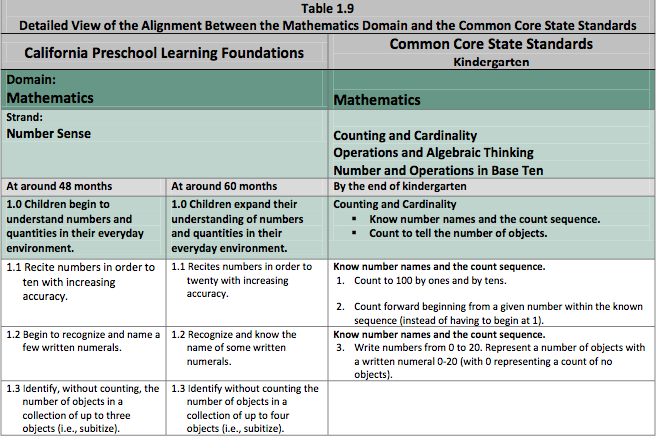 Table 1.9
Detailed View of the Alignment Between the Mathematics Domain and the Common Core State Standards
California Preschool Learning Foundations
Common Core State Standards
Kindergarten
Domain:
Mathematics
Mathematics
Strand:
Number Sense
Counting and Cardinality
Operations and Algebraic Thinking
Number and Operations in Base Ten
At around 48 months
At around 60 months
By the end of kindergarten
1.0 Children begin to
understand numbers and
quantities in their everyday
environment.
1.0 Children expand their
understanding of numbers
and quantities in their
everyday environment.
Counting and Cardinality
▪ Know number names and the count sequence.
▪ Count to tell the number of objects.
1.1 Recite numbers in order to
ten with increasing
accuracy.
1.1 Recites numbers in order to
twenty with increasing
accuracy.
Know number names and the count sequence.
1. Count to 100 by ones and by tens.
2. Count forward beginning from a given number within the known
sequence (instead of having to begin at 1).
1.2 Begin to recognize and name a
few written numerals.
1.2 Recognize and know the
name of some written
numerals.
Know number names and the count sequence.
3. Write numbers from 0 to 20. Represent a number of objects with
a written numeral 0-20 (with 0 representing a count of no
objects).
1.3 Identify, without counting, the
number of objects in a
collection of up to three
objects (i.e., subitize).
1.3 Identify without counting the
number of objects in a
collection of up to four
objects (i.e., subitize).